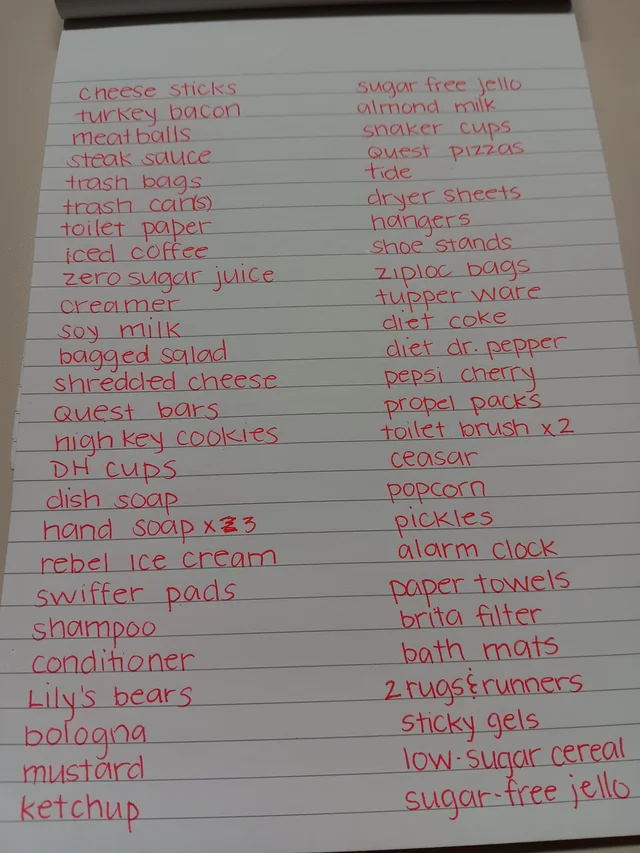 cheese sticks
turkey bacon
meatballs
steak sauce
trash bags
trash can(s)
toilet paper
iced coffee
zero sugar juice
creamer
soy milk
bagged salad
shredded cheese
quest bars
high key cookies
DH cups
dish soap
hand soap x3
rebel ice cream
swiffer pads
shampoo
conditioner
Lily's bears
bologna
mustard
ketchup
sugar free jello
almond milk
snaker cups
quest pizzas
tide
dryer sheets
hangers
shoe stands
ziploc bags
tupper ware
diet coke
diet dr. pepper
pepsi cherry
propel packs
toilet brush x2
ceasar
popcorn
pickles
alarm clock
paper towels
brita filter
bath mats
2 rugs & runners
sticky gels
low-sugar cereal
sugar-free jello